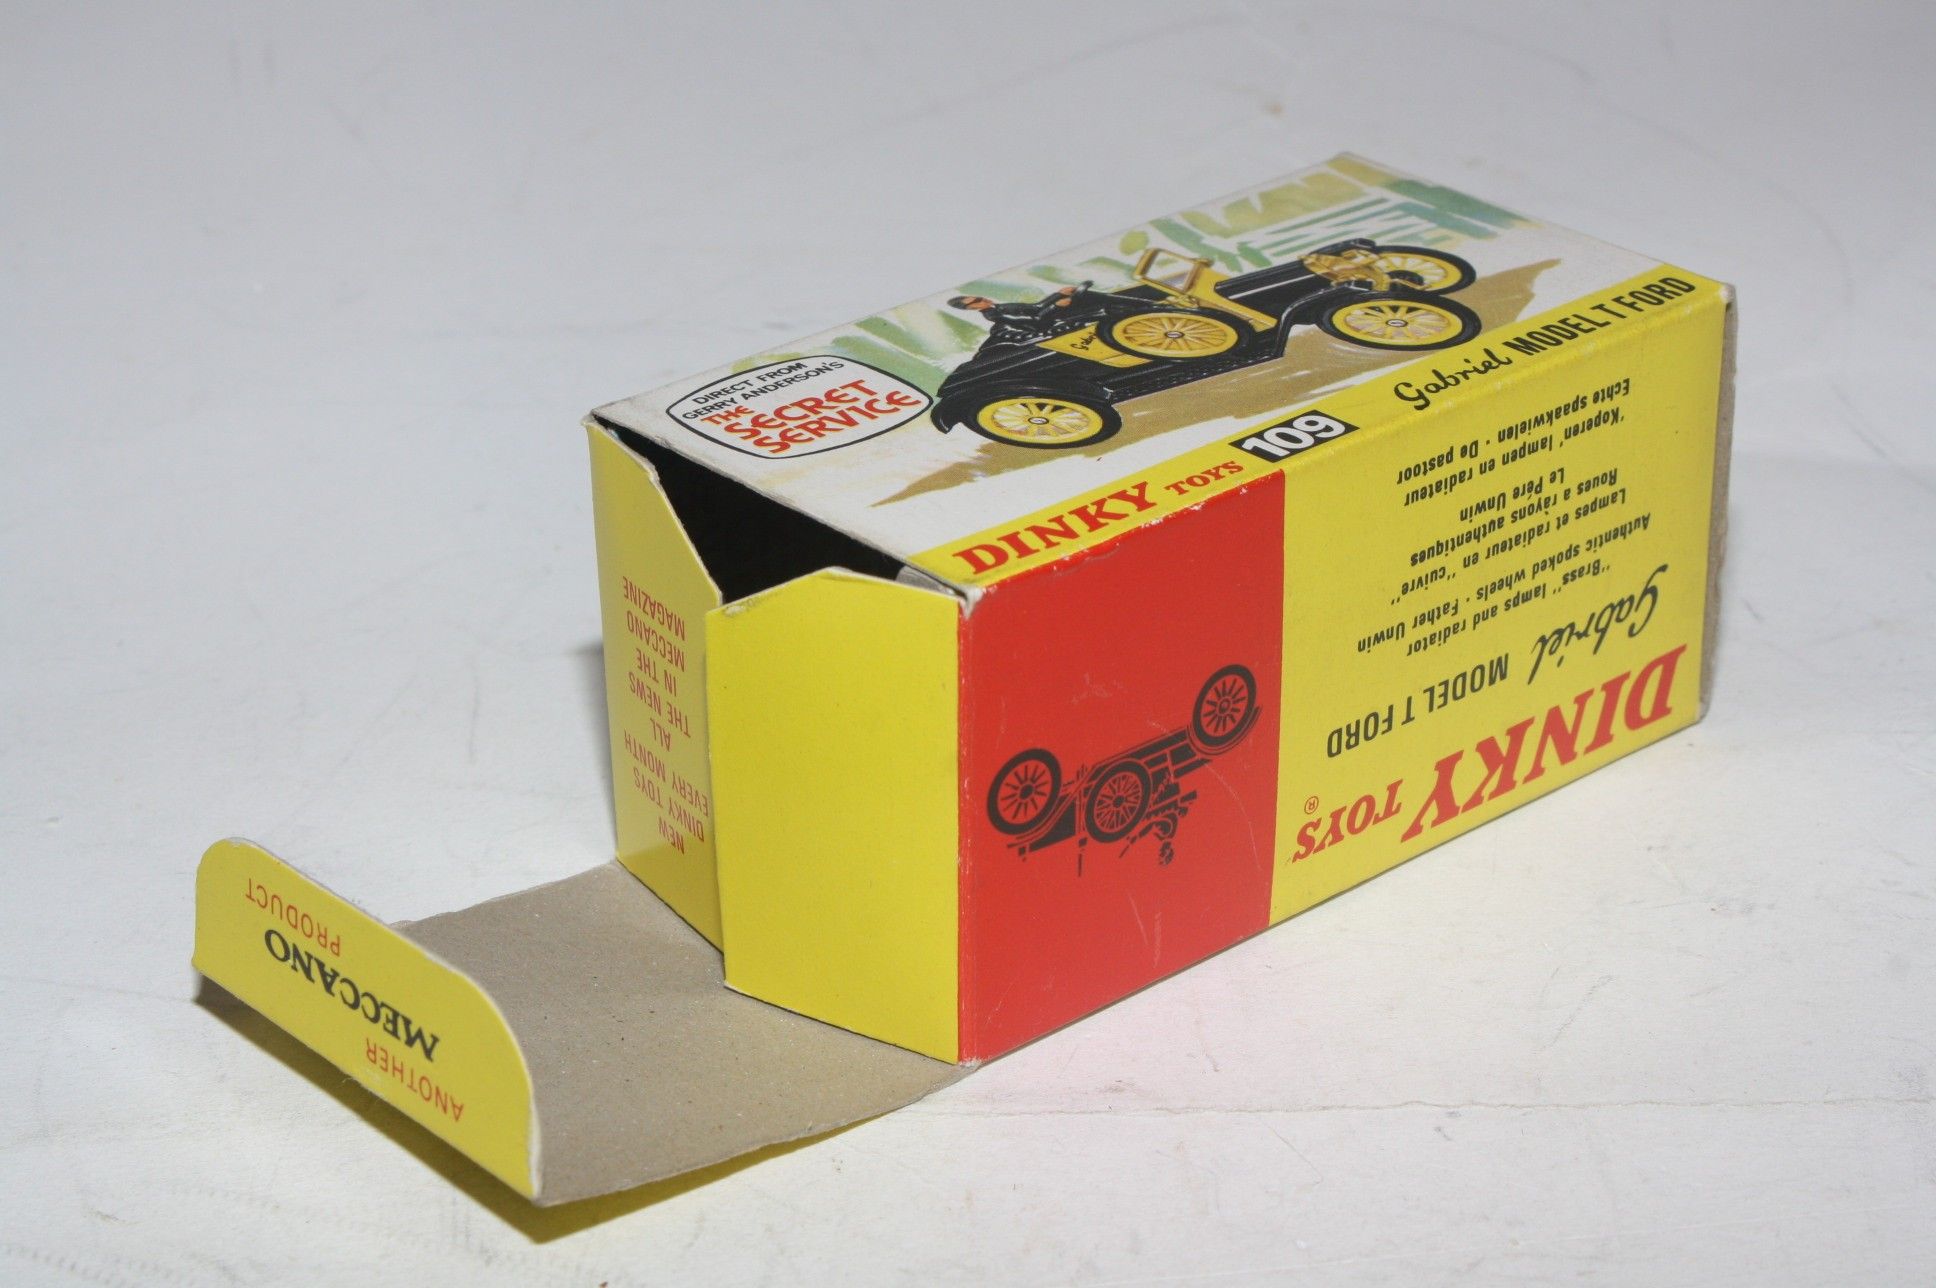 DIRECT FROM
GERRY ANDERSON'S
THE
SECRET
SERVICE
Gabriel
DINKY TOYS 109 Gabriel MODEL T FORD
DINKY TOYS®
Gabriel MODEL T FORD
"Brass" lamps and radiator
Authentic spoked wheels · Father Unwin
Lampes et radiateur en "cuivre"
Roues a rayons authentiques
Le Père Unwin
'Koperen' lampen en radiateur
Echte spaakwielen · De pastoor
NEW
DINKY TOYS
EVERY MONTH
ALL
THE NEWS
IN THE
MECCANO
MAGAZINE
ANOTHER
MECCANO
PRODUCT